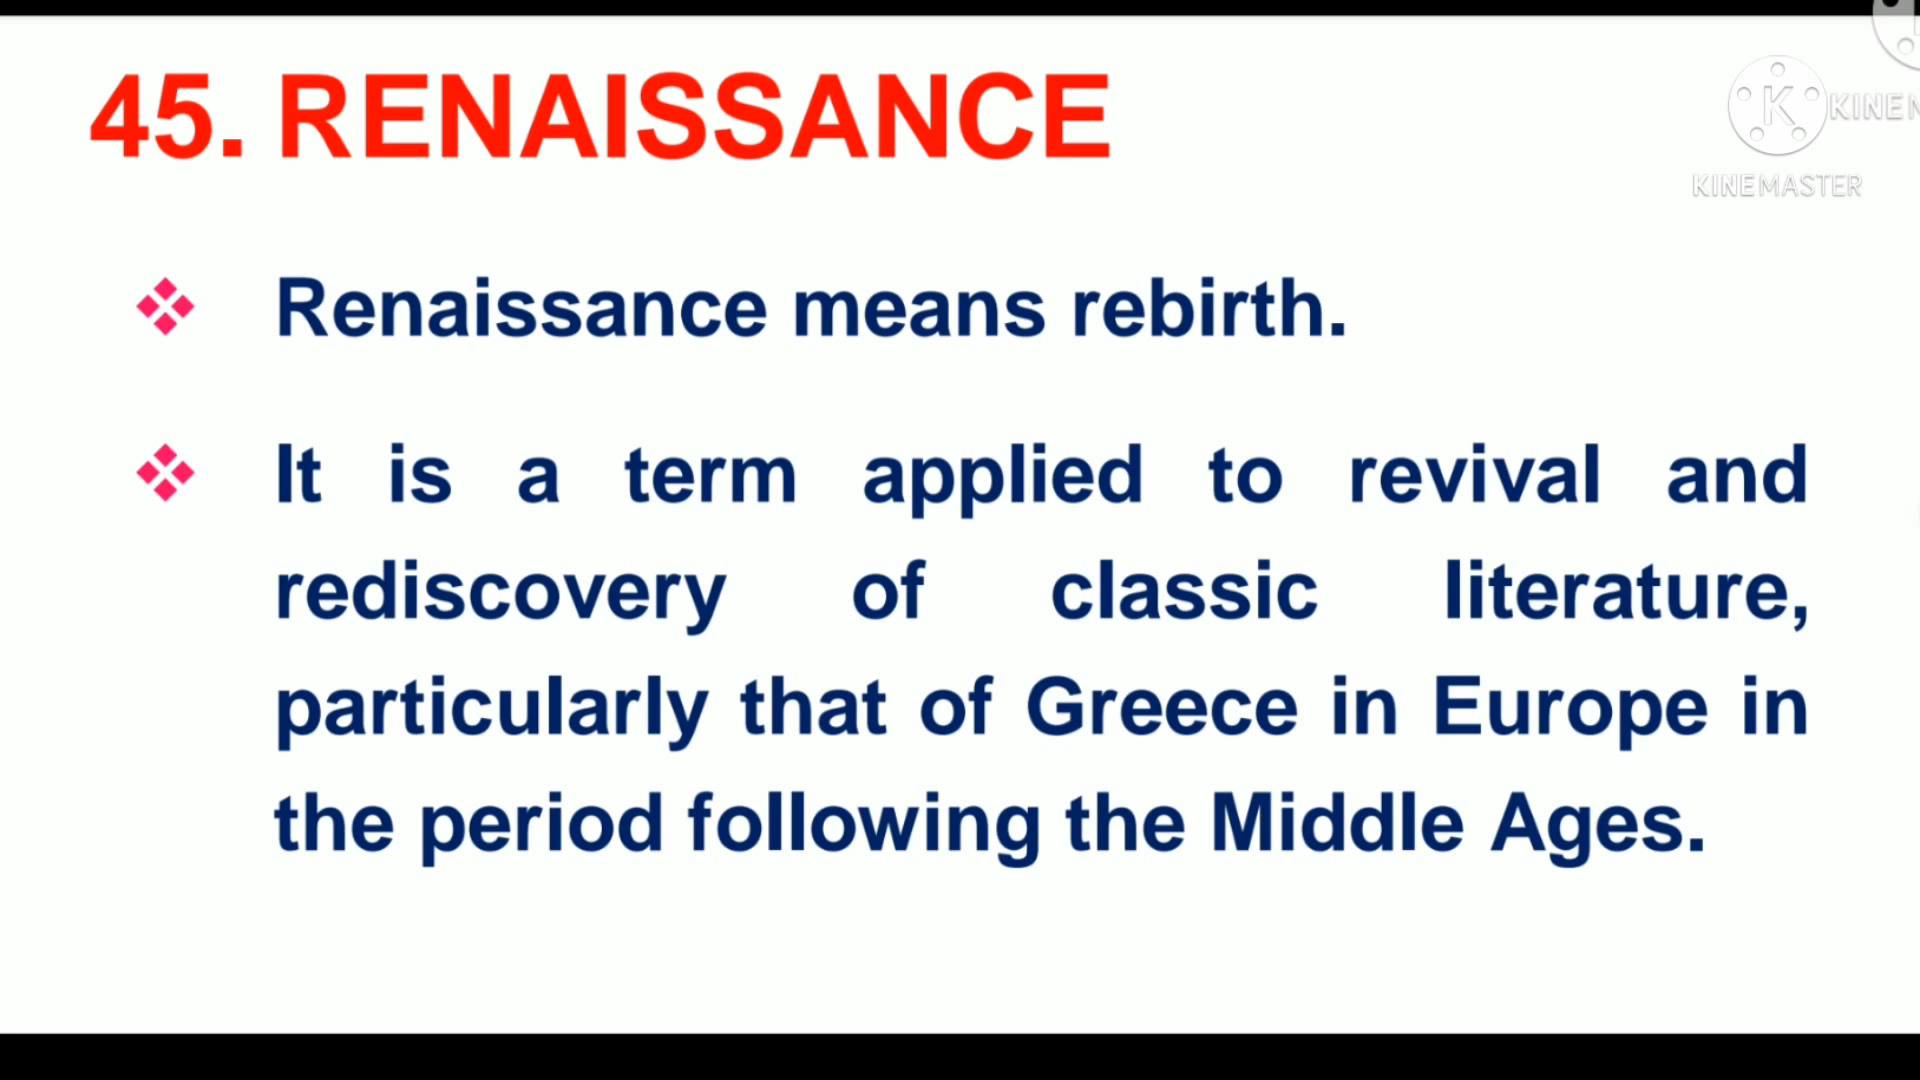 45. RENAISSANCE
KINEM
KINEMASTER
Renaissance means rebirth.
It is a term applied to revival and
rediscovery of classic literature,
particularly that of Greece in Europe in
the period following the Middle Ages.